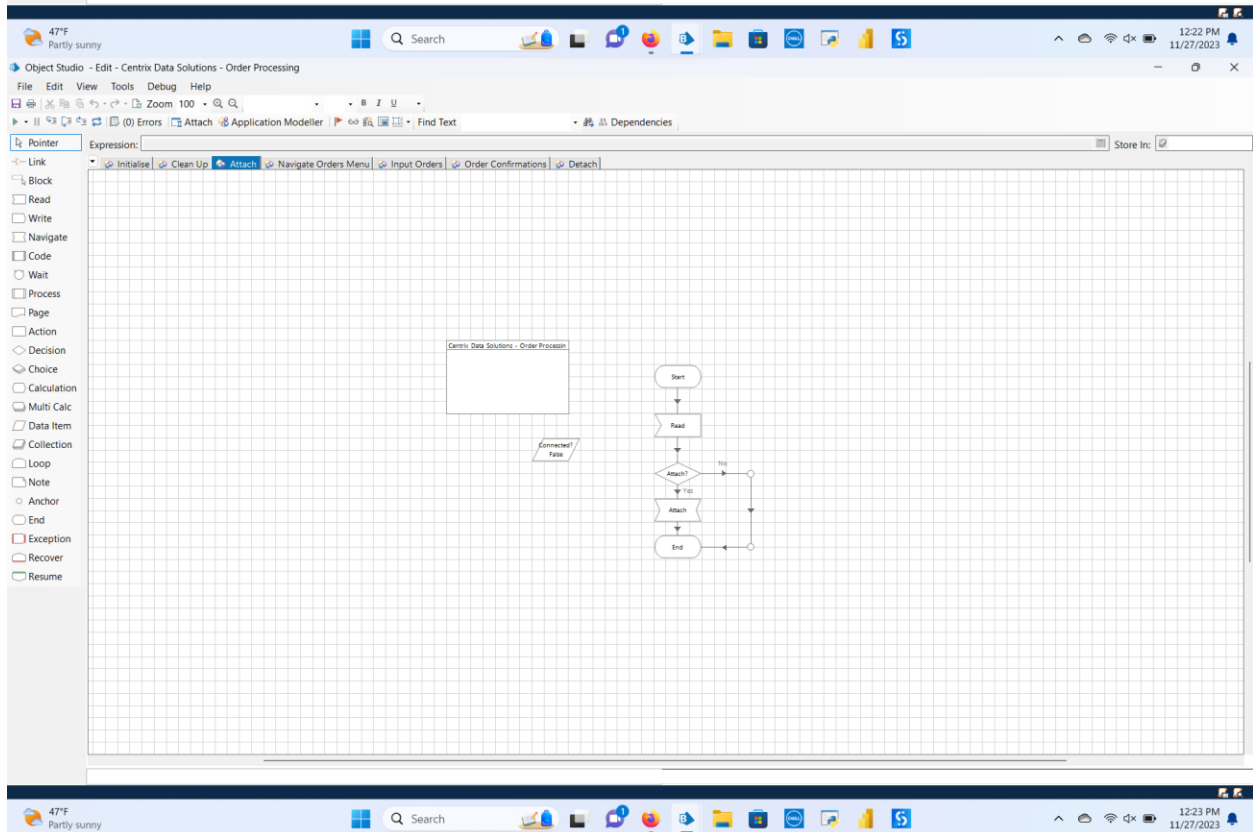 47°F
Partly sunny
Search
12:22 PM
11/27/2023
Object Studio - Edit - Centrix Data Solutions - Order Processing
File Edit View Tools Debug Help
Zoom 100 B I U
(0) Errors Attach Application Modeller Find Text Dependencies
Pointer
Expression:
Store In:
Link
Initialise Clean Up Attach Navigate Orders Menu Input Orders Order Confirmations Detach
Block
Read
Write
Navigate
Code
Wait
Process
Page
Action
Decision
Choice
Calculation
Multi Calc
Data Item
Collection
Loop
Note
Anchor
End
Exception
Recover
Resume
Centrix Data Solutions - Order Processin
Start
Read
Connected?
False
Attach?
No
Yes
Attach
End
47°F
Partly sunny
Search
12:23 PM
11/27/2023